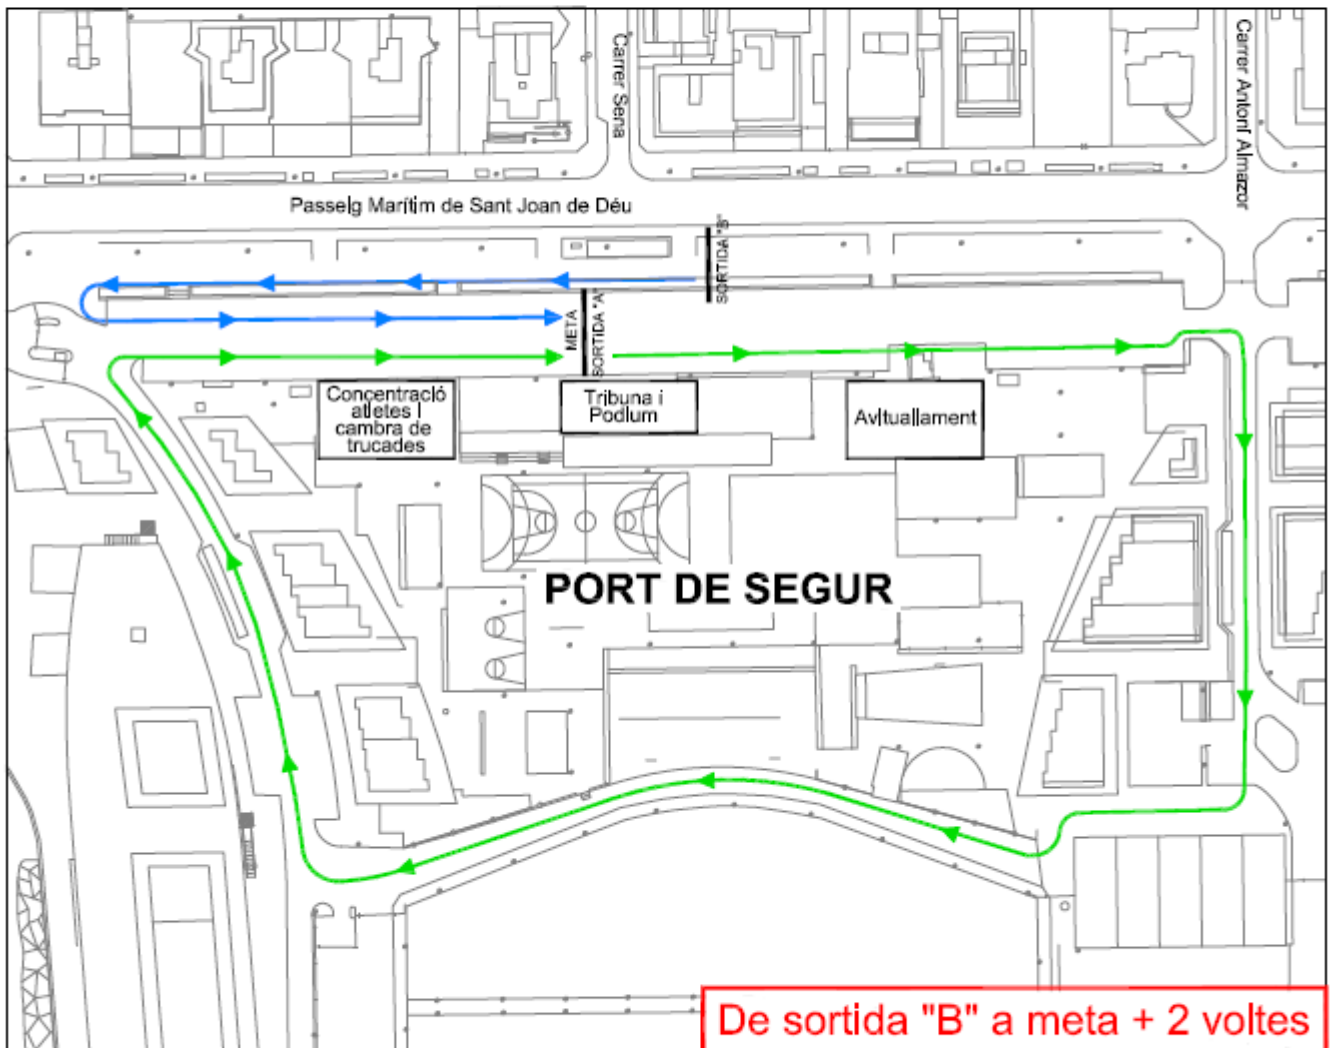 Carrer Sena
Carrer Antoni Almazor
Passeig Marítim de Sant Joan de Déu
SORTIDA "B"
META
SORTIDA "A"
Concentració
atletes i
cambra de
trucades
Tribuna i
Podium
Avituallament
PORT DE SEGUR
De sortida "B" a meta + 2 voltes